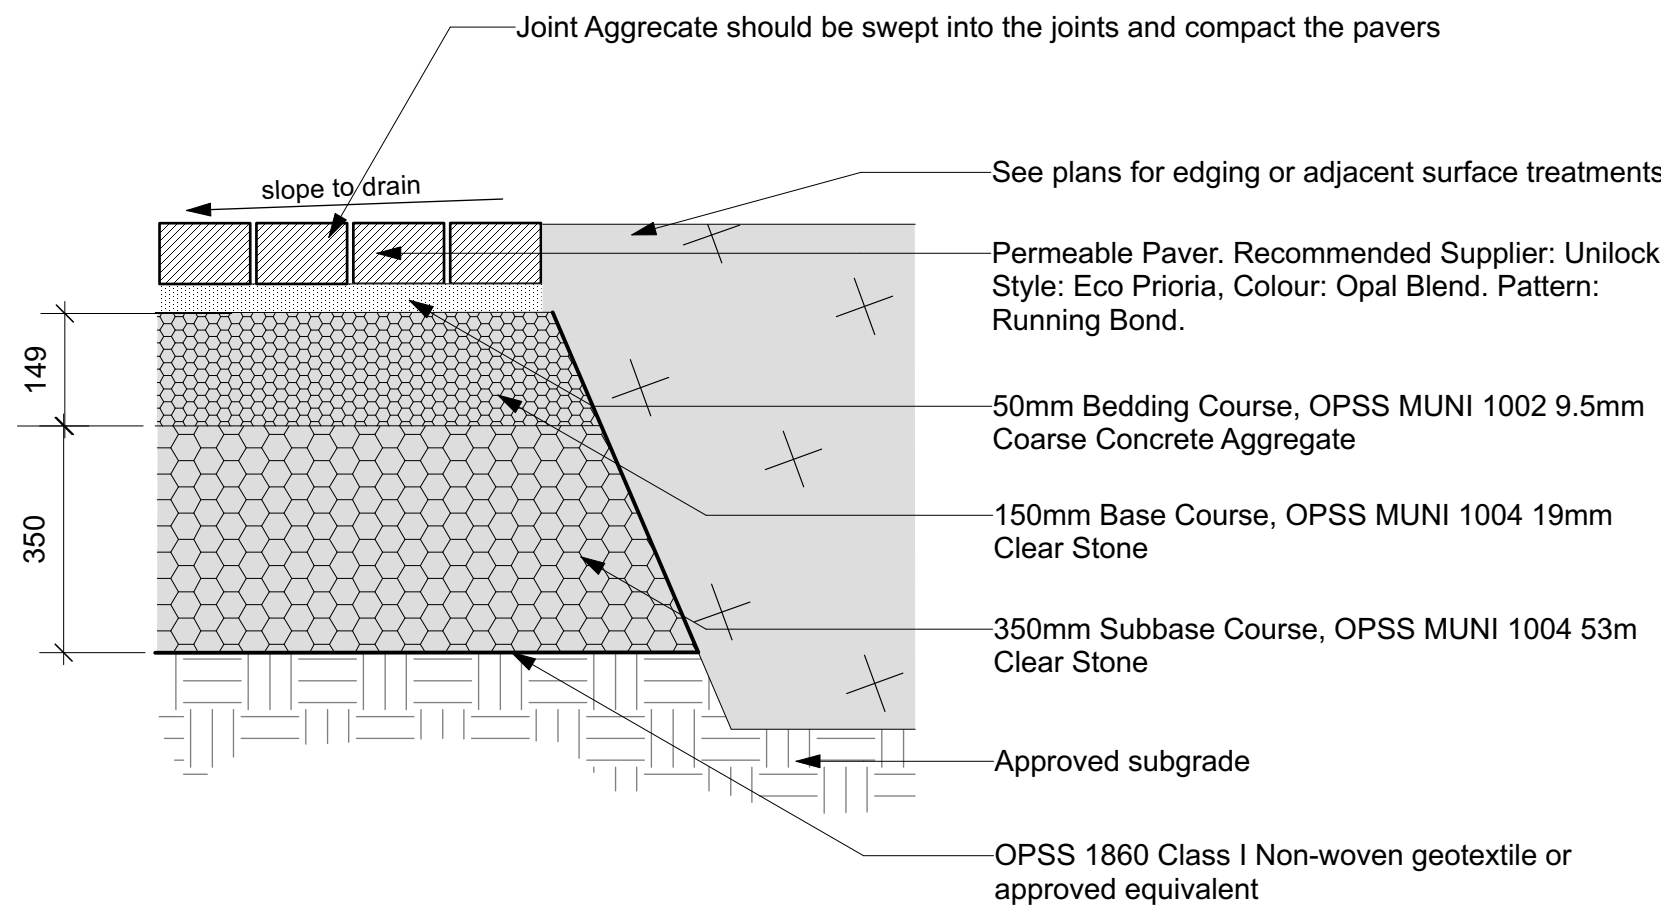 Joint Aggrecate should be swept into the joints and compact the pavers
See plans for edging or adjacent surface treatments
slope to drain
Permeable Paver. Recommended Supplier: Unilock
Style: Eco Prioria, Colour: Opal Blend. Pattern:
Running Bond.
149
50mm Bedding Course, OPSS MUNI 1002 9.5mm
Coarse Concrete Aggregate
350
150mm Base Course, OPSS MUNI 1004 19mm
Clear Stone
350mm Subbase Course, OPSS MUNI 1004 53m
Clear Stone
Approved subgrade
OPSS 1860 Class I Non-woven geotextile or
approved equivalent